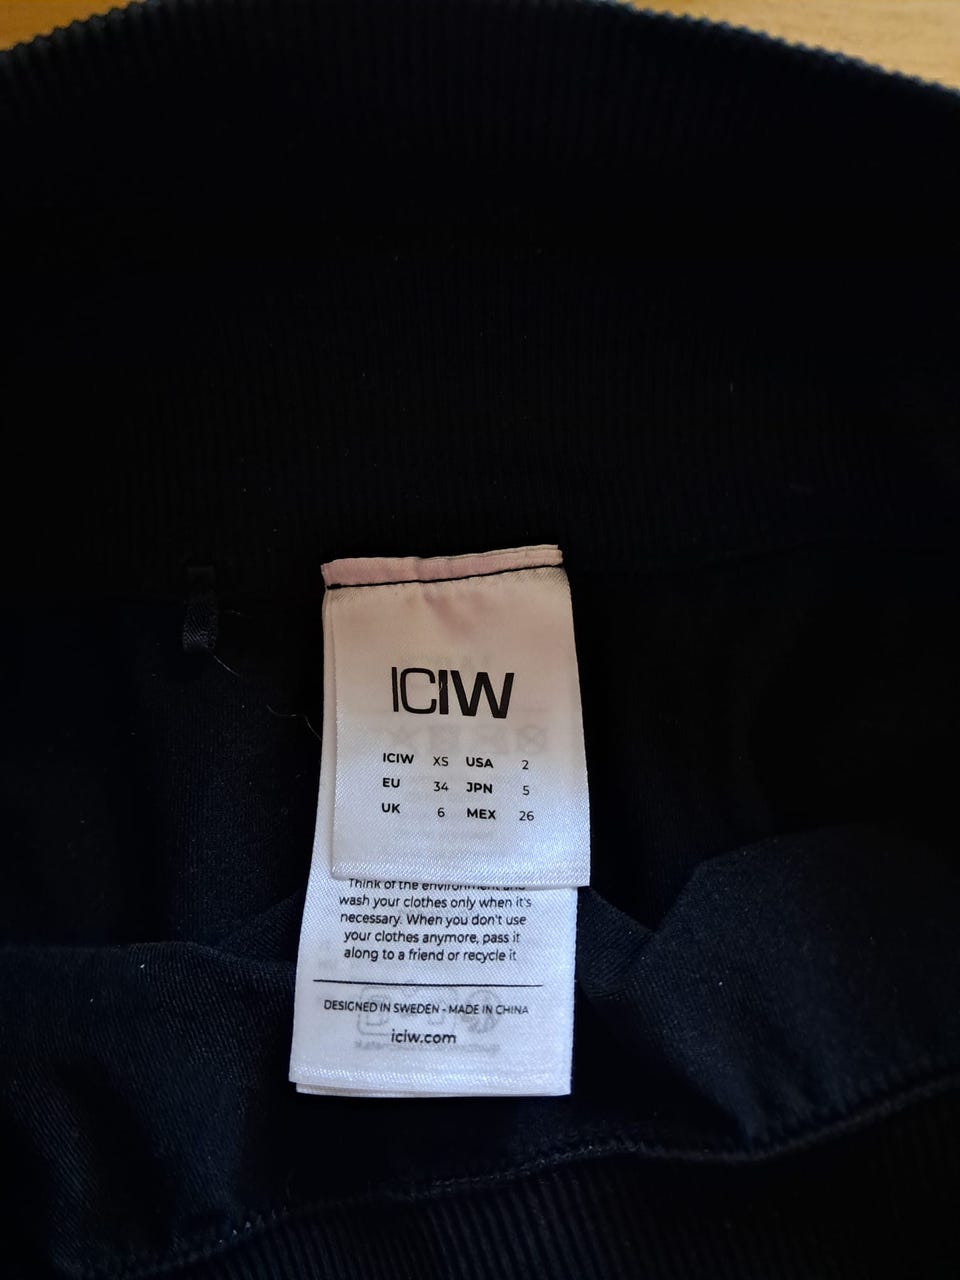 ICIW
ICIW XS USA 2
EU 34 JPN 5
UK 6 MEX 26
Think of the environment and
wash your clothes only when it's
necessary. When you don't use
your clothes anymore, pass it
along to a friend or recycle it
DESIGNED IN SWEDEN - MADE IN CHINA
iciw.com